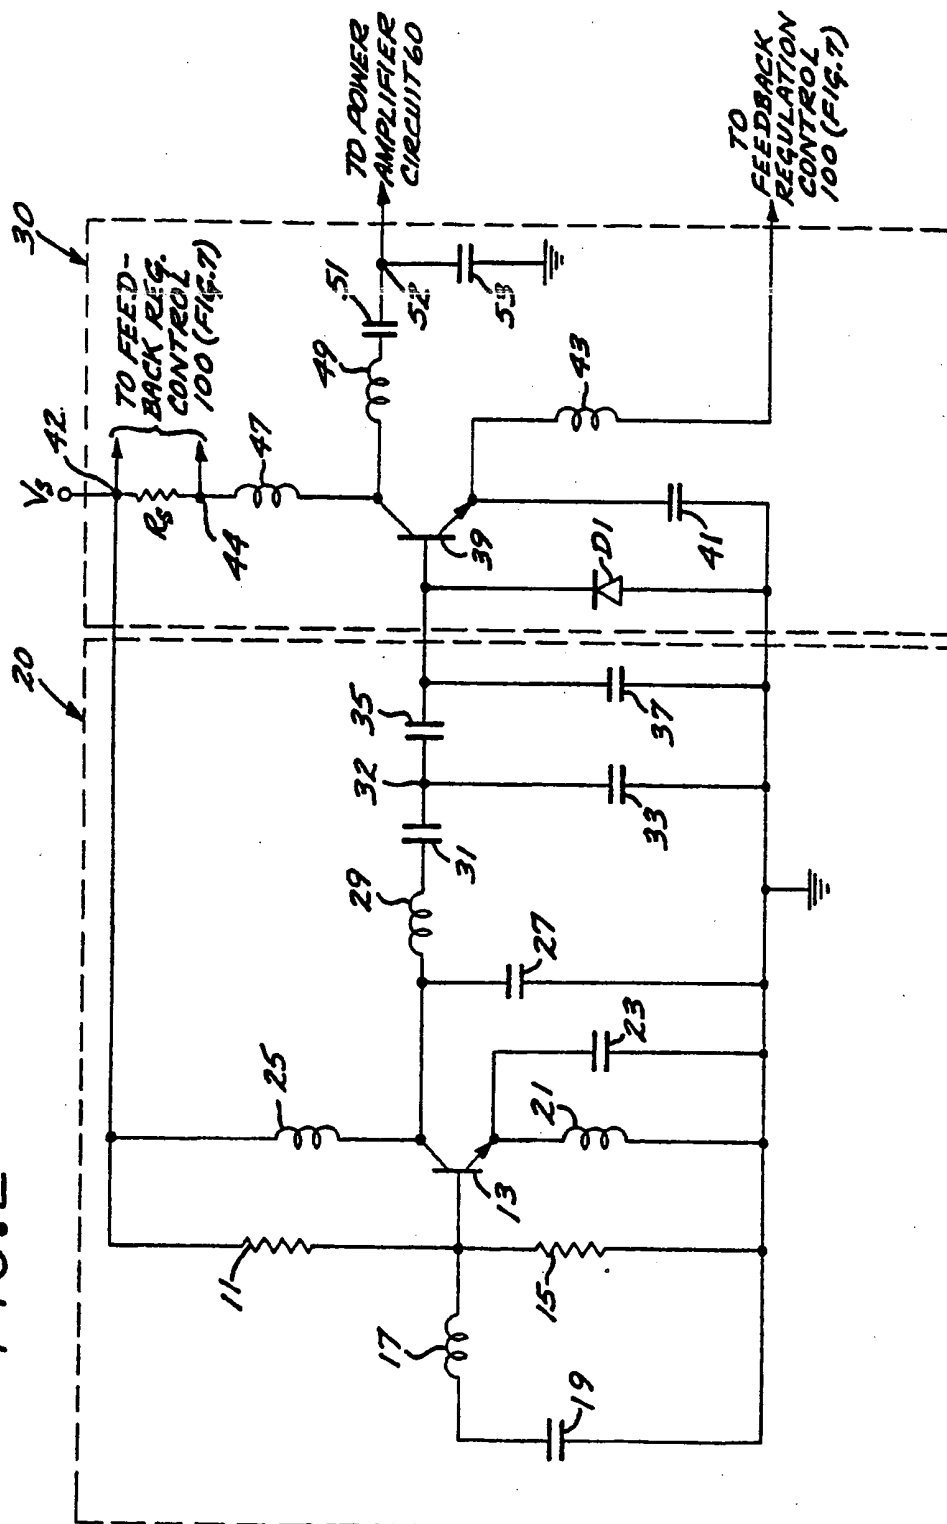 20
30
V3
42
TO FEED-
BACK REG.
CONTROL
100 (FIG.7)
RS
44
47
49
51
52
53
TO POWER
AMPLIFIER
CIRCUIT 60
25
11
17
19
13
15
21
23
27
29
31
32
33
35
37
39
D1
41
43
TO
FEEDBACK
REGULATION
CONTROL
100 (FIG.7)